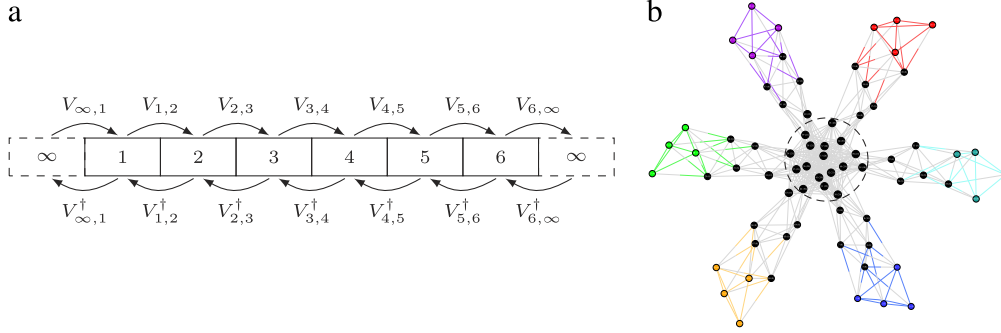 a
b
V∞,1 V1,2 V2,3 V3,4 V4,5 V5,6 V6,∞
∞ 1 2 3 4 5 6 ∞
V†∞,1 V†1,2 V†2,3 V†3,4 V†4,5 V†5,6 V†6,∞